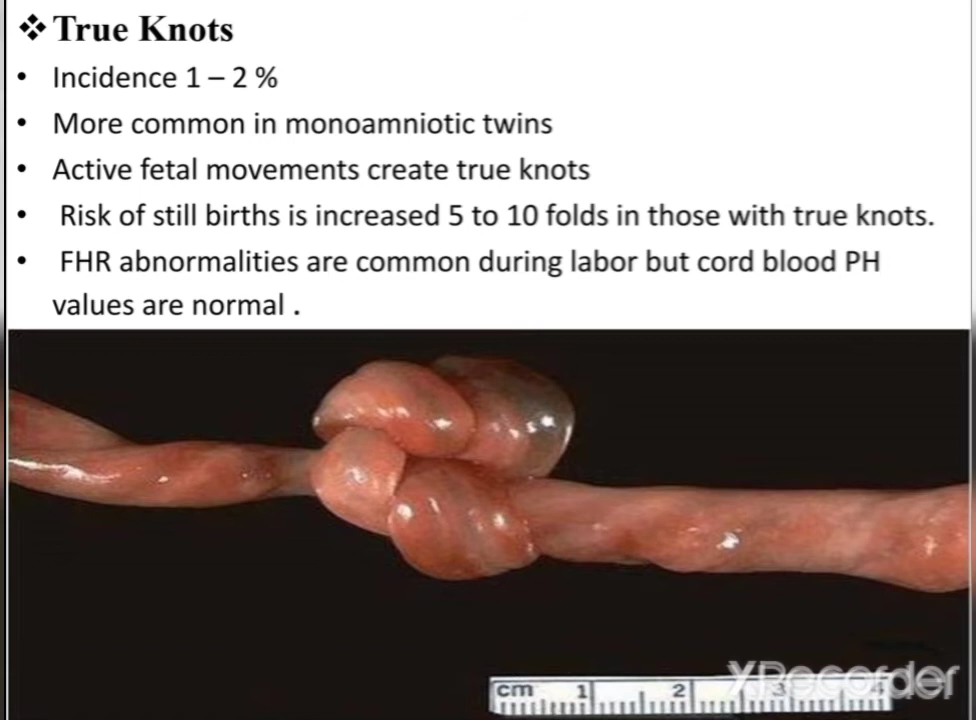 ❖ True Knots
• Incidence 1 – 2 %
• More common in monoamniotic twins
• Active fetal movements create true knots
• Risk of still births is increased 5 to 10 folds in those with true knots.
• FHR abnormalities are common during labor but cord blood PH
values are normal .
cm 1 2 3 4
XRecorder